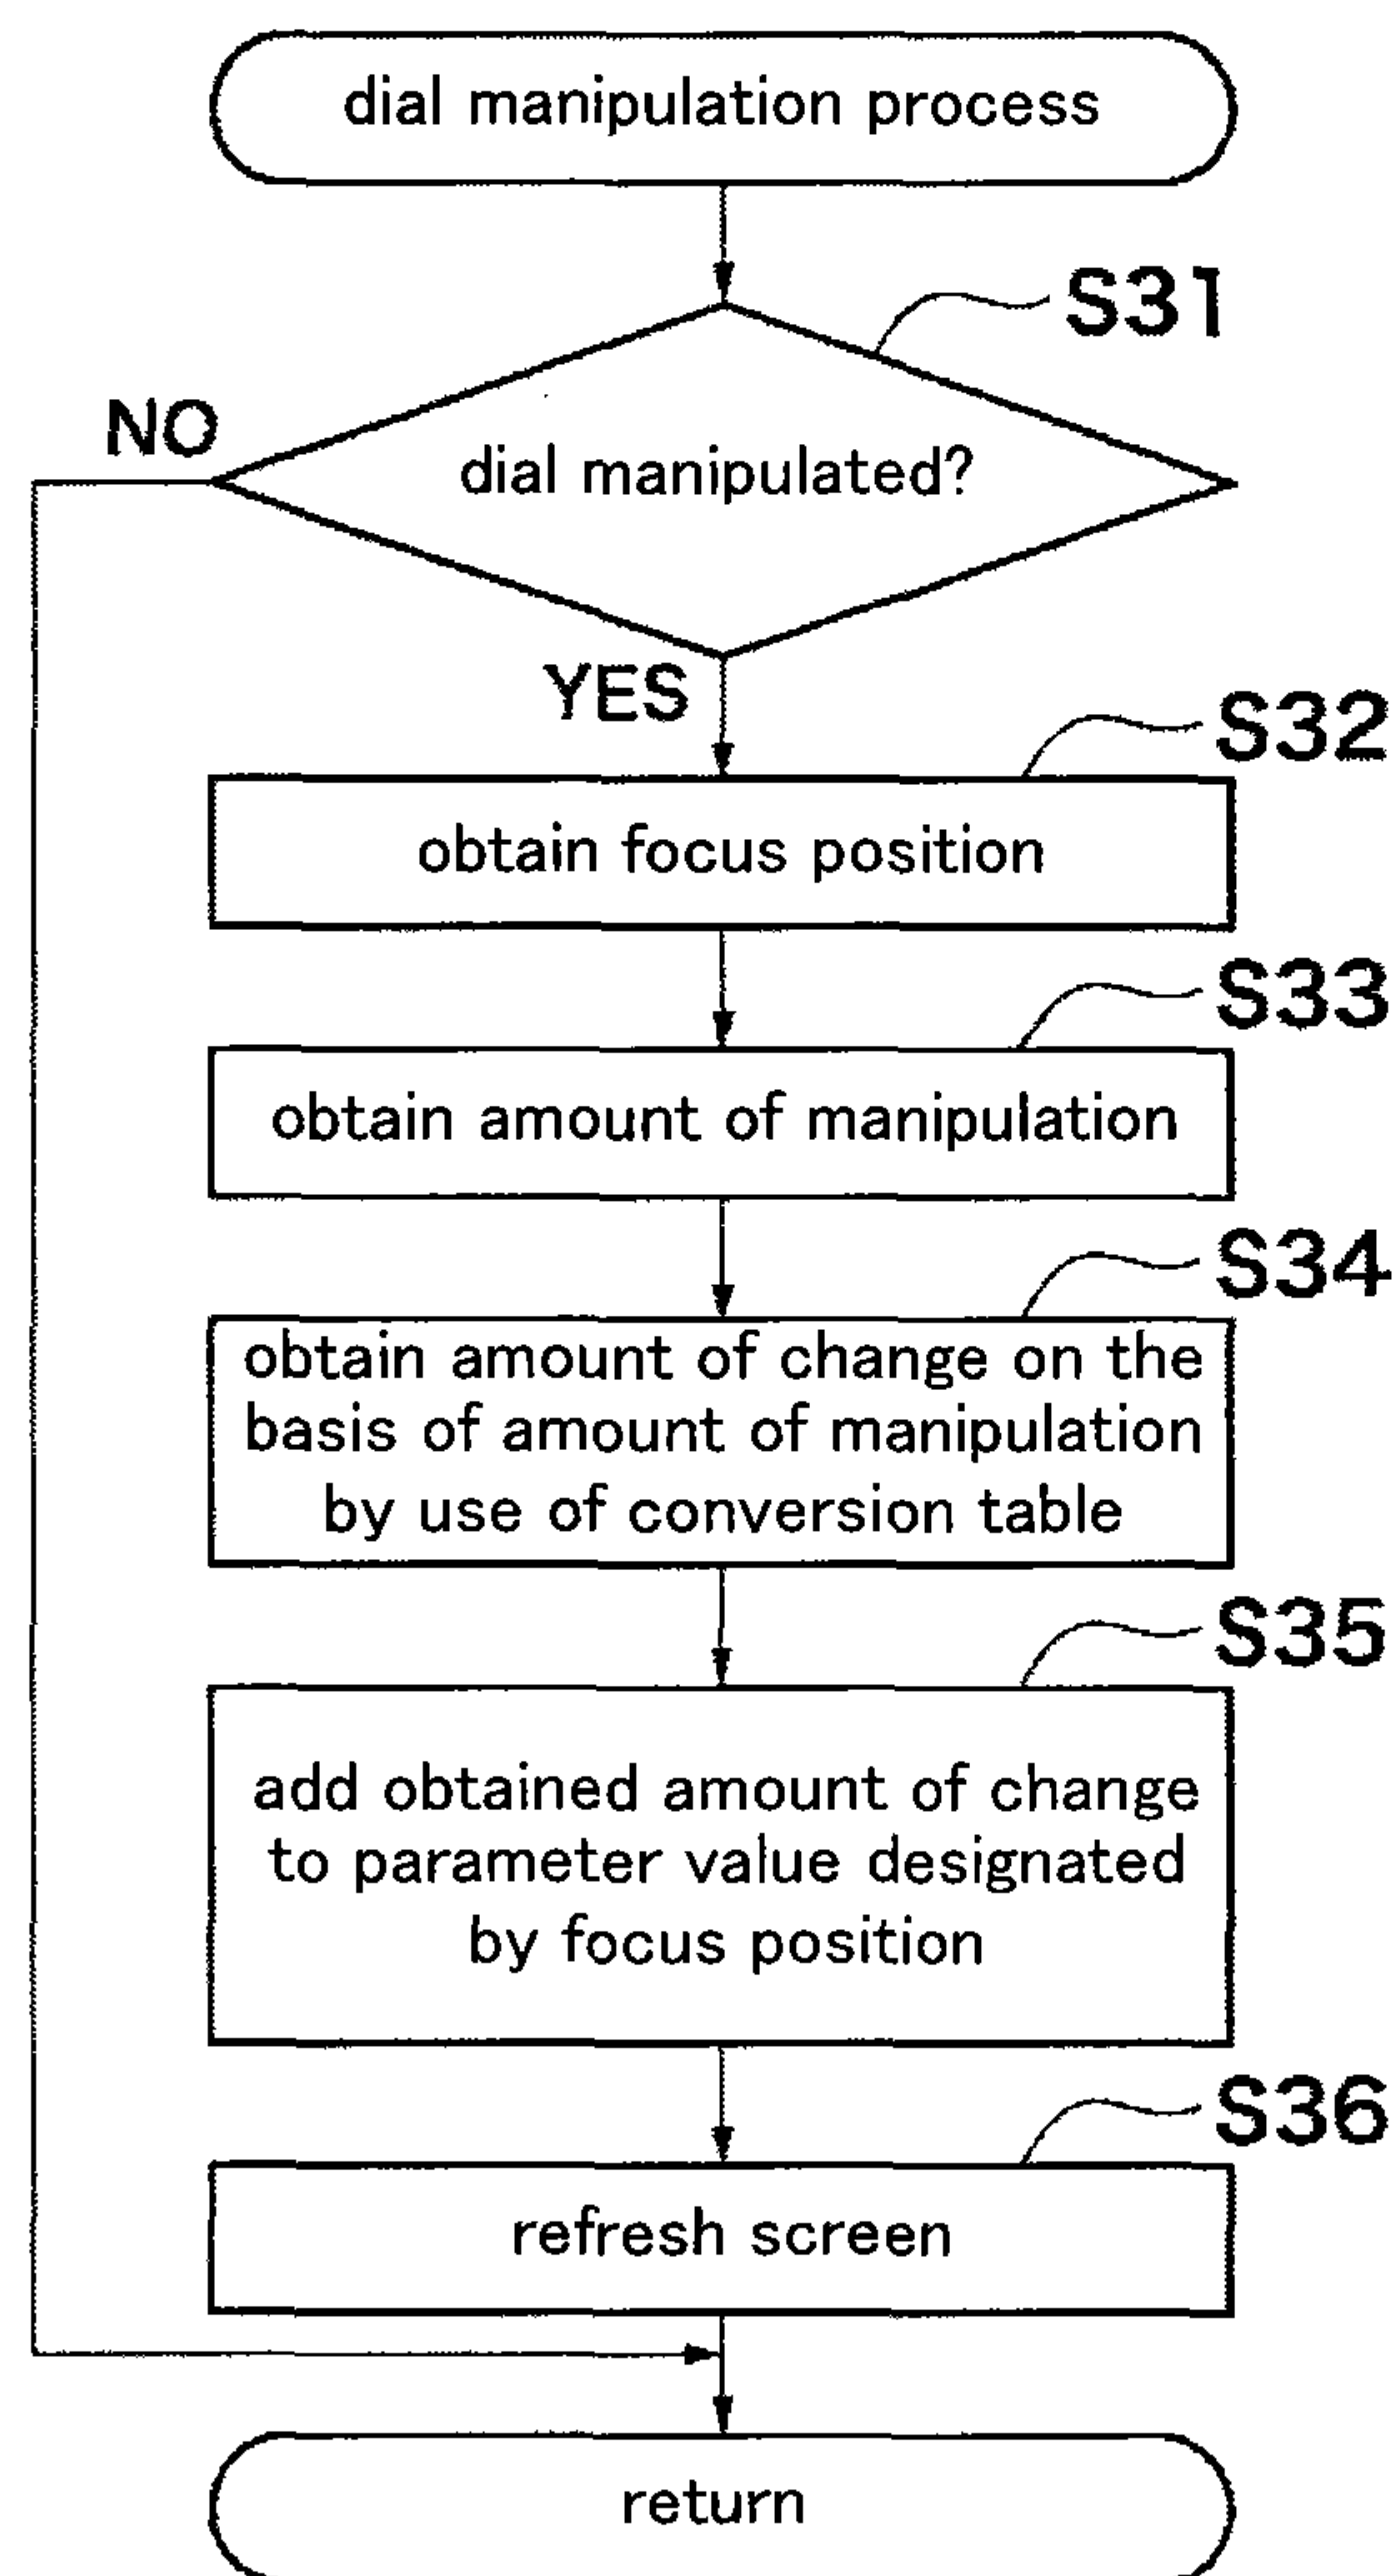 dial manipulation process
S31
NO
dial manipulated?
YES
S32
obtain focus position
S33
obtain amount of manipulation
S34
obtain amount of change on the
basis of amount of manipulation
by use of conversion table
S35
add obtained amount of change
to parameter value designated
by focus position
S36
refresh screen
return